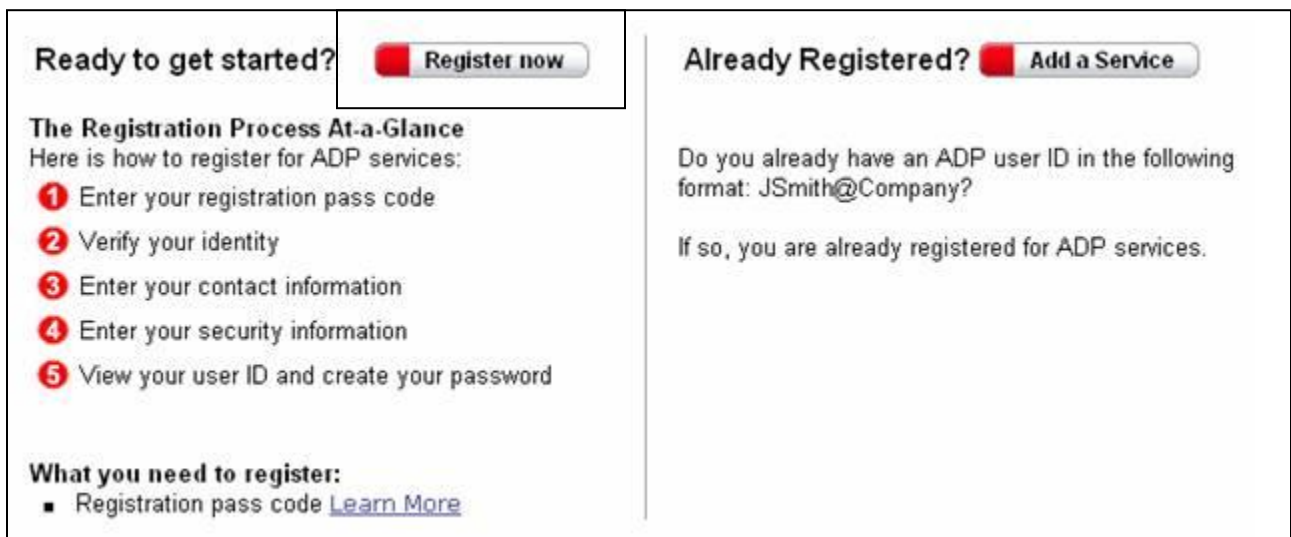 Ready to get started?
Register now
The Registration Process At-a-Glance
Here is how to register for ADP services:
1 Enter your registration pass code
2 Verify your identity
3 Enter your contact information
4 Enter your security information
5 View your user ID and create your password
What you need to register:
▪ Registration pass code Learn More
Already Registered?
Add a Service
Do you already have an ADP user ID in the following
format: JSmith@Company?
If so, you are already registered for ADP services.